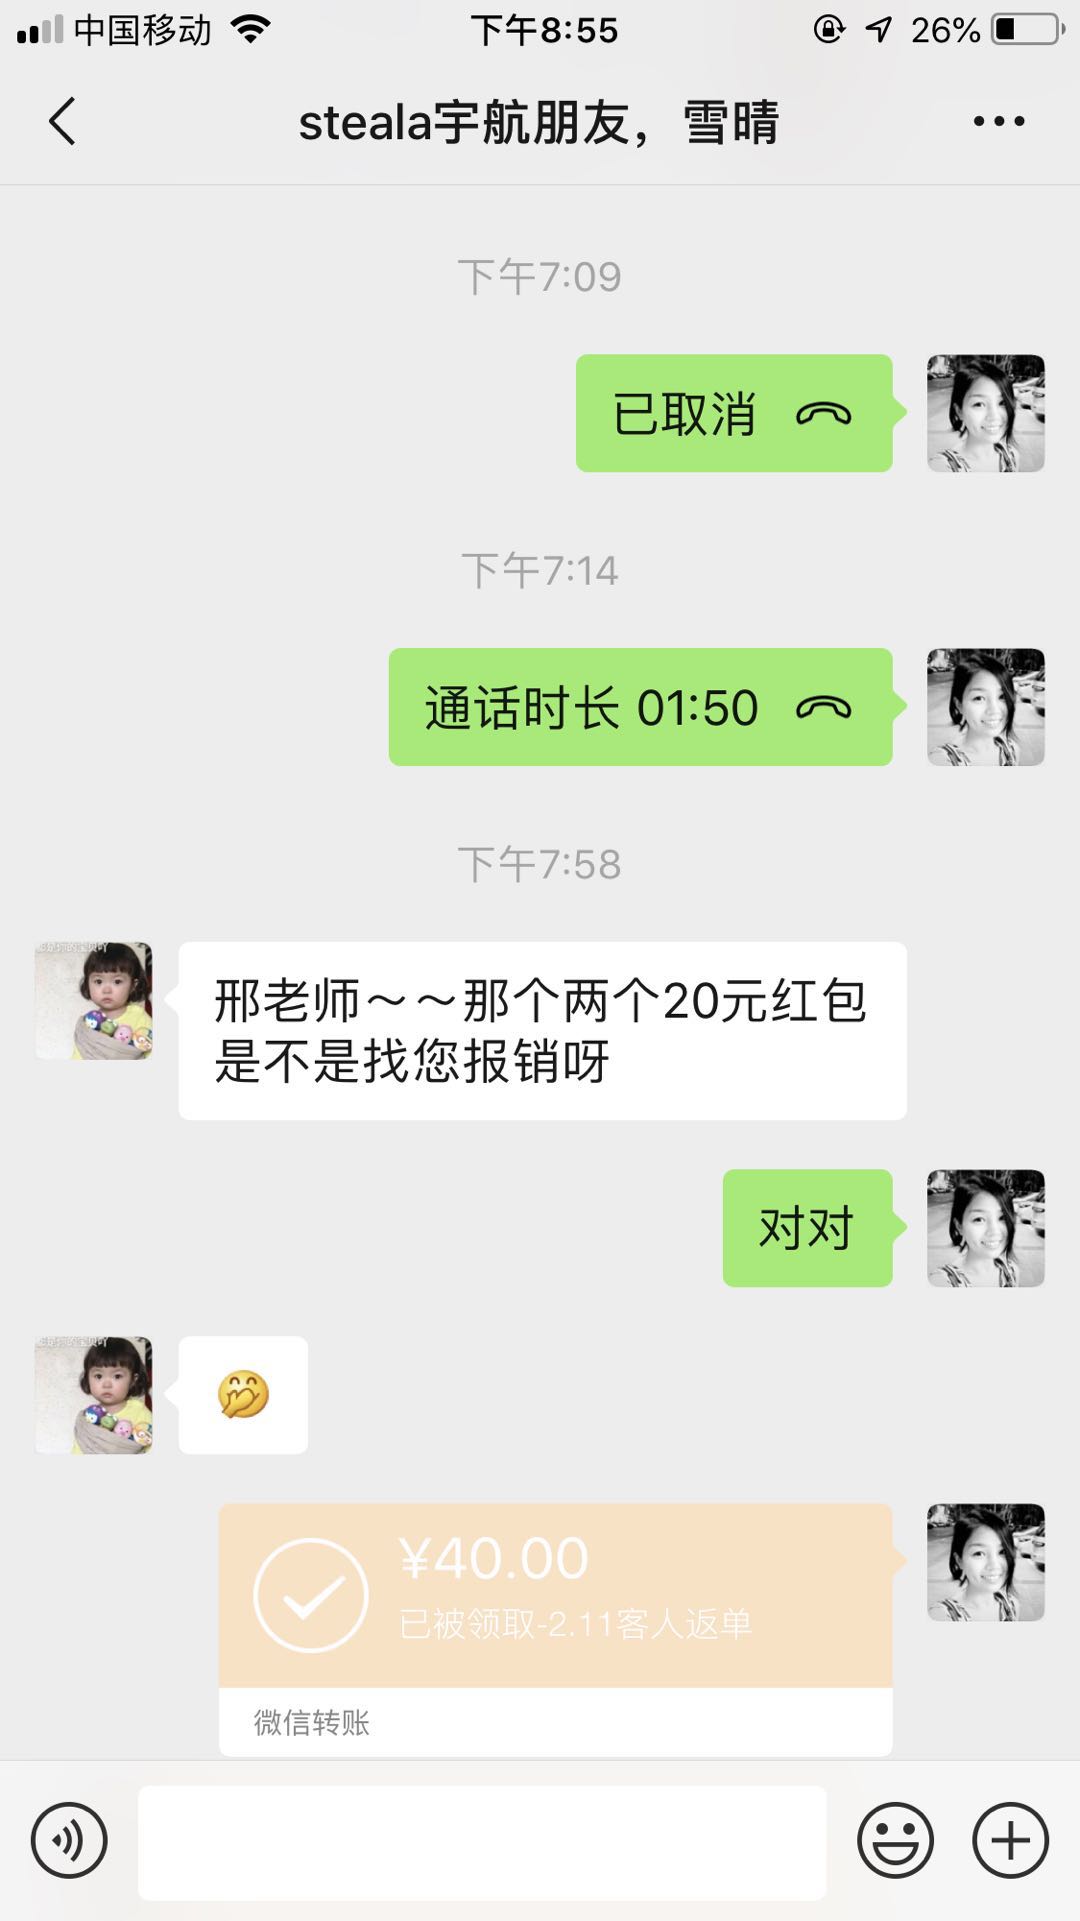 中国移动 下午8:55 26%
steala宇航朋友，雪晴
下午7:09
已取消
下午7:14
通话时长 01:50
下午7:58
邢老师～～那个两个20元红包
是不是找您报销呀
对对
¥40.00
已被领取-2.11客人返单
微信转账